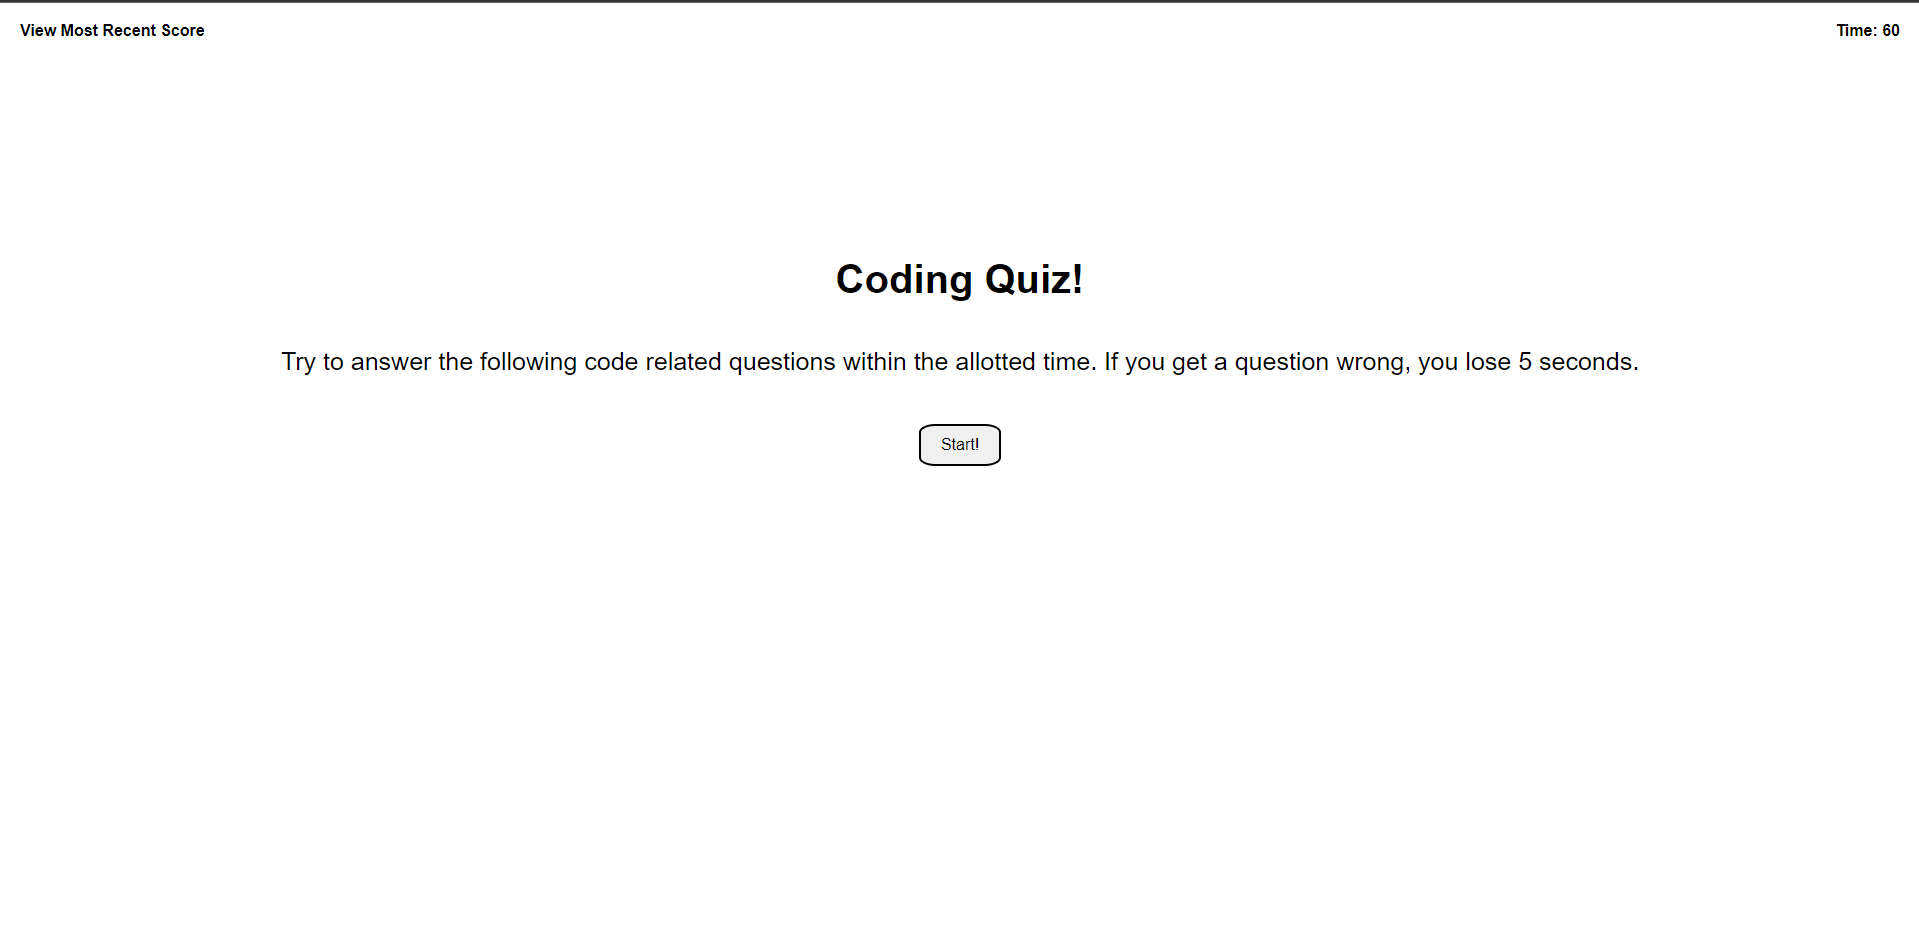 View Most Recent Score
Time: 60
Coding Quiz!
Try to answer the following code related questions within the allotted time. If you get a question wrong, you lose 5 seconds.
Start!